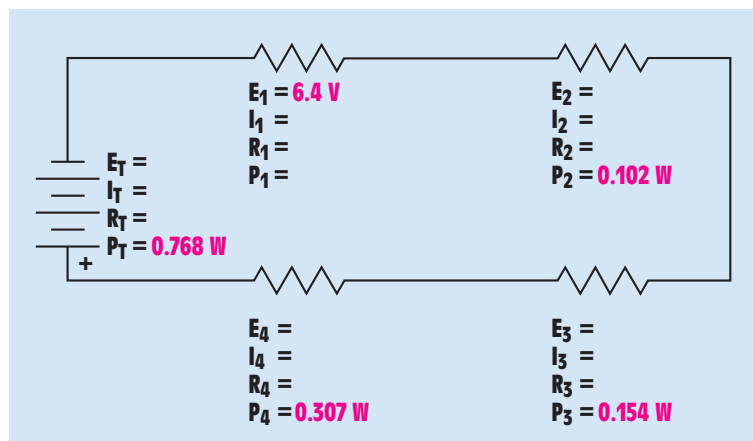 E1 = 6.4 V
I1 =
R1 =
P1 =
E2 =
I2 =
R2 =
P2 = 0.102 W
ET =
IT =
RT =
PT = 0.768 W
+
E4 =
I4 =
R4 =
P4 = 0.307 W
E3 =
I3 =
R3 =
P3 = 0.154 W